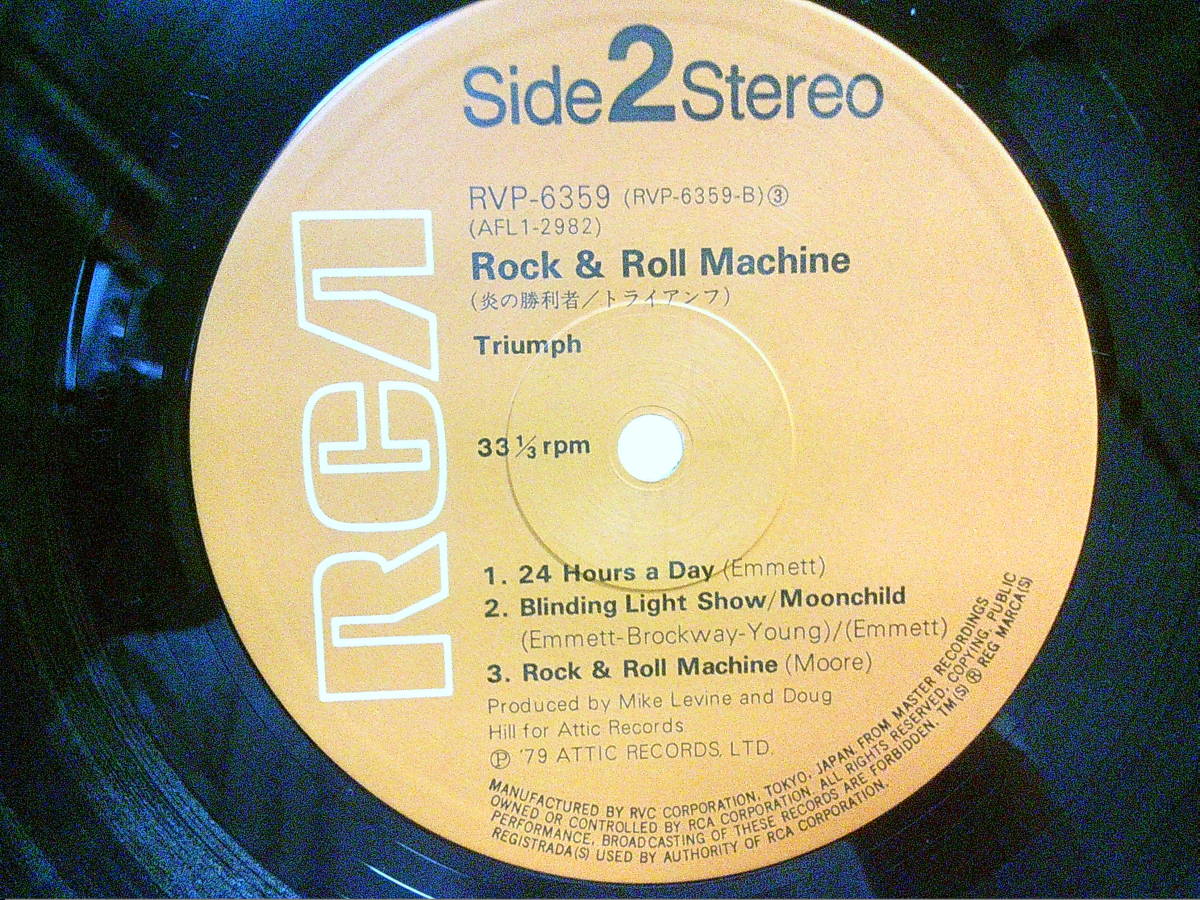 Side 2 Stereo
RVP-6359 (RVP-6359-B)③
(AFL1-2982)
Rock & Roll Machine
(炎の勝利者/トライアンフ)
Triumph
33⅓rpm
RCA
1. 24 Hours a Day (Emmett)
2. Blinding Light Show/Moonchild
(Emmett-Brockway-Young)/(Emmett)
3. Rock & Roll Machine (Moore)
Produced by Mike Levine and Doug
Hill for Attic Records
Ⓟ '79 ATTIC RECORDS, LTD.
MANUFACTURED BY RVC CORPORATION, TOKYO, JAPAN, FROM MASTER RECORDINGS
OWNED OR CONTROLLED BY RCA CORPORATION. ALL RIGHTS RESERVED. COPYING, PUBLIC
PERFORMANCE, BROADCASTING OF THESE RECORDS ARE FORBIDDEN. TM(S) ® REG MARCA(S)
REGISTRADA(S) USED BY AUTHORITY OF RCA CORPORATION.